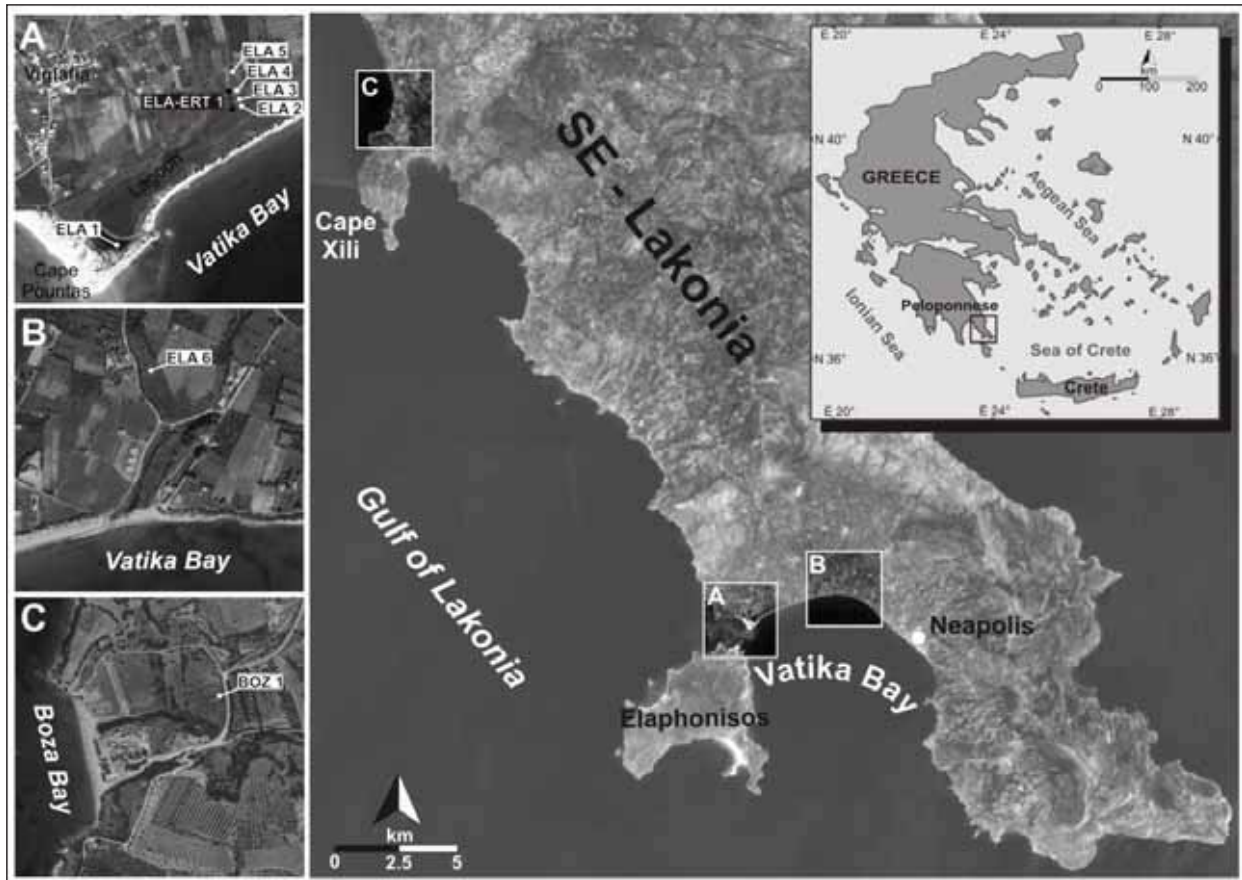 A
ELA 5
Viglafia
ELA 4
ELA-ERT 1
ELA 3
ELA 2
Lagoon
ELA 1
Vatika Bay
Cape
Pountas
B
ELA 6
Vatika Bay
C
BOZ 1
Boza Bay
C
SE - Lakonia
Cape
Xili
Gulf of Lakonia
A
B
Neapolis
Vatika Bay
Elaphonisos
km
0 2.5 5
E 20° E 24° E 28°
km
0 100 200
N 40° N 40°
GREECE
Aegean Sea
Ionian Sea
Peloponnese
N 36° N 36°
Sea of Crete
Crete
E 20° E 24° E 28°